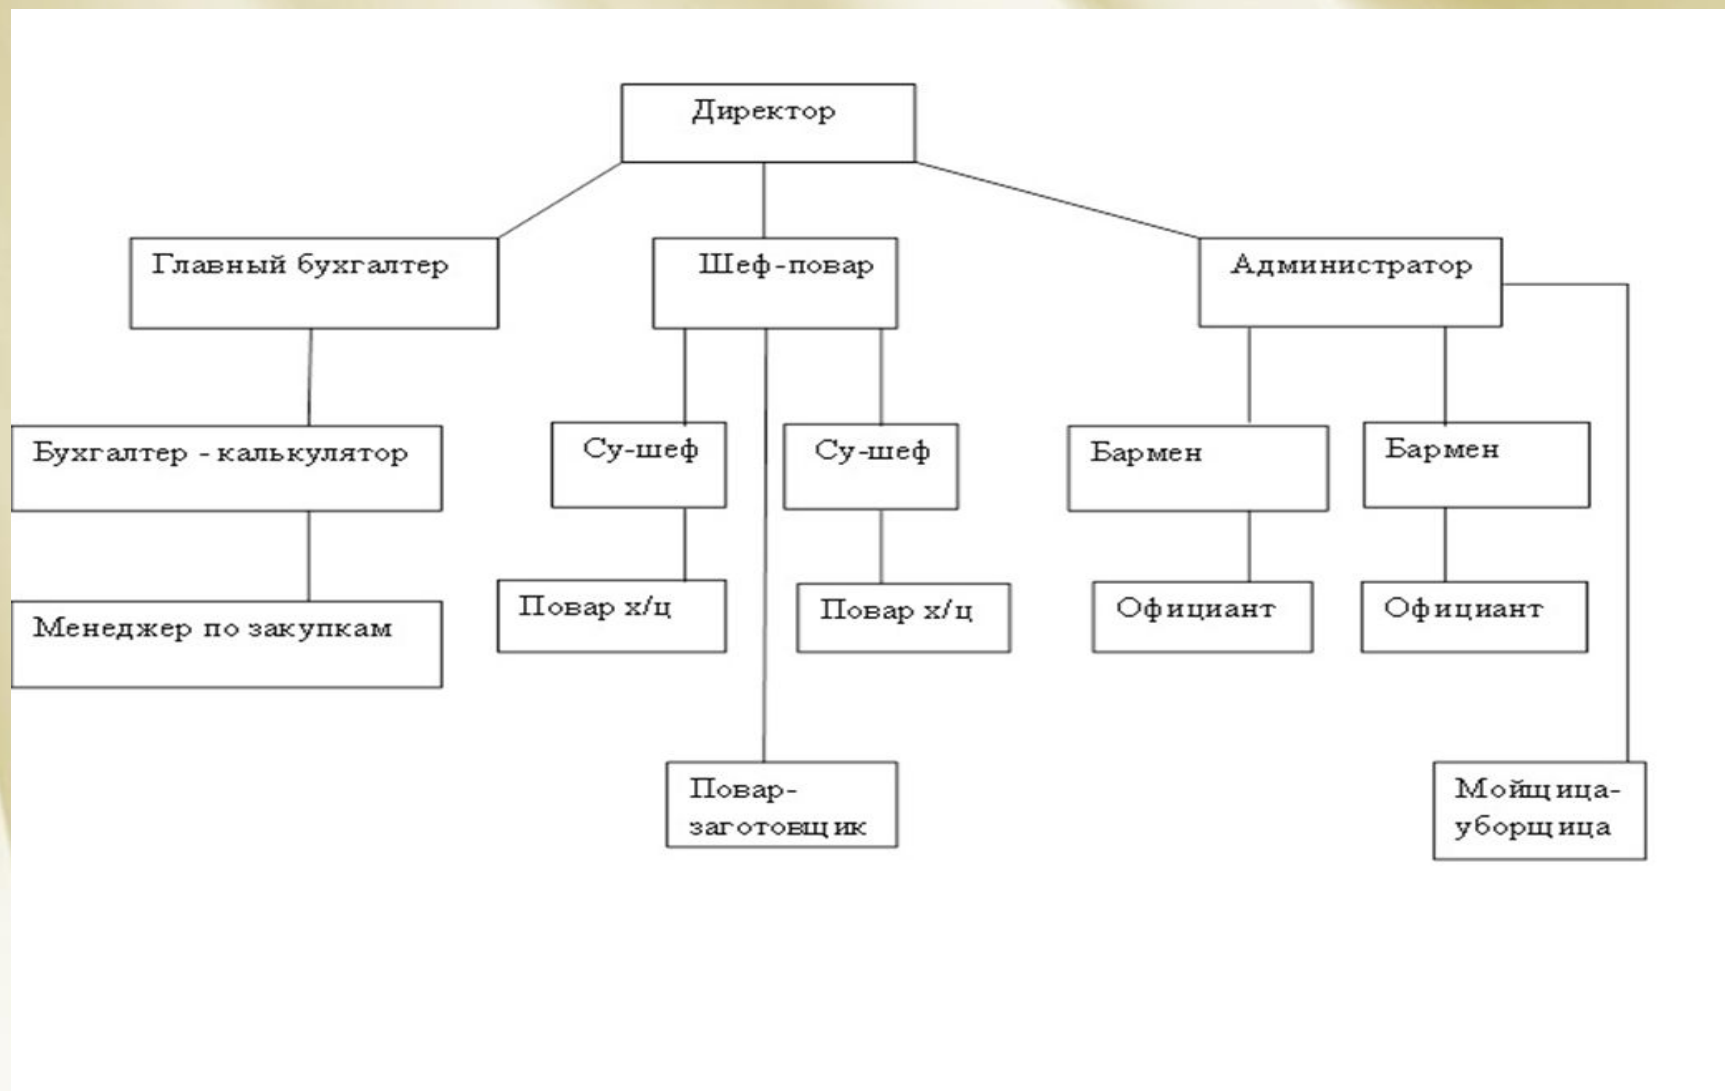 Директор
Главный бухгалтер
Шеф-повар
Администратор
Бухгалтер - калькулятор
Су-шеф
Су-шеф
Бармен
Бармен
Менеджер по закупкам
Повар х/ц
Повар х/ц
Официант
Официант
Повар-
заготовщик
Мойщица-
уборщица